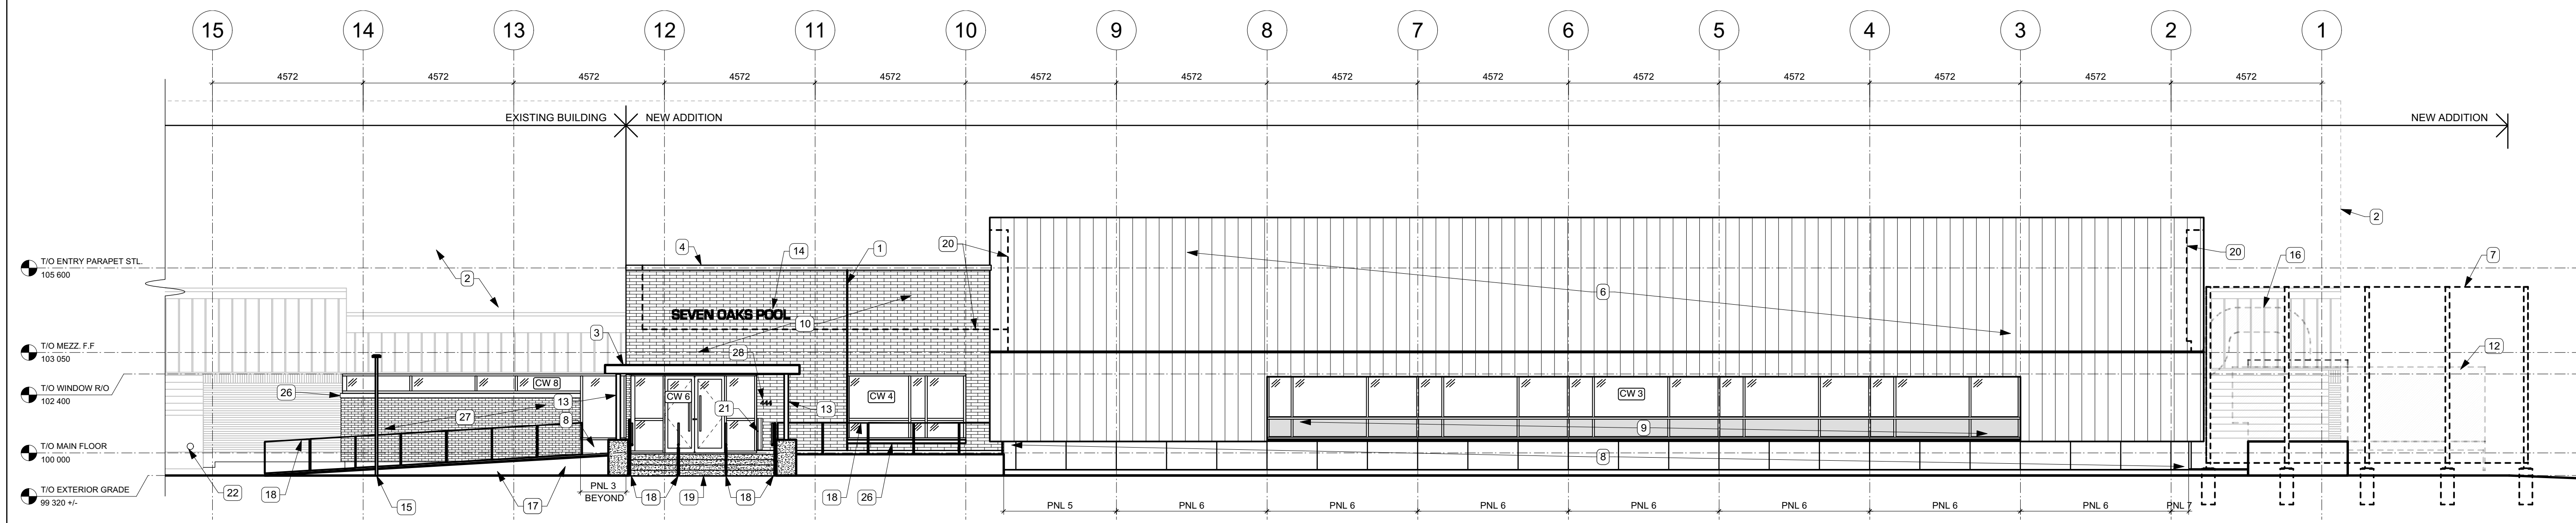 15 14 13 12 11 10 9 8 7 6 5 4 3 2 1
4572 4572 4572 4572 4572 4572 4572 4572 4572 4572 4572 4572 4572 4572
EXISTING BUILDING NEW ADDITION NEW ADDITION
2
4 14 1 20 20 16 7
T/O ENTRY PARAPET STL.
105 600
2
6
SEVEN OAKS POOL
10
3
T/O MEZZ. F.F
103 050
28
12
T/O WINDOW R/O
102 400
CW 8
26
13
CW 6
CW 4
CW 3
21
13
27
8
9
T/O MAIN FLOOR
100 000
8
T/O EXTERIOR GRADE
99 320 +/-
22
18
PNL 3
BEYOND
17
15
18
19
18
18
26
444
PNL 5 PNL 6 PNL 6 PNL 6 PNL 6 PNL 6 PNL 6 PNL 6 PNL 7